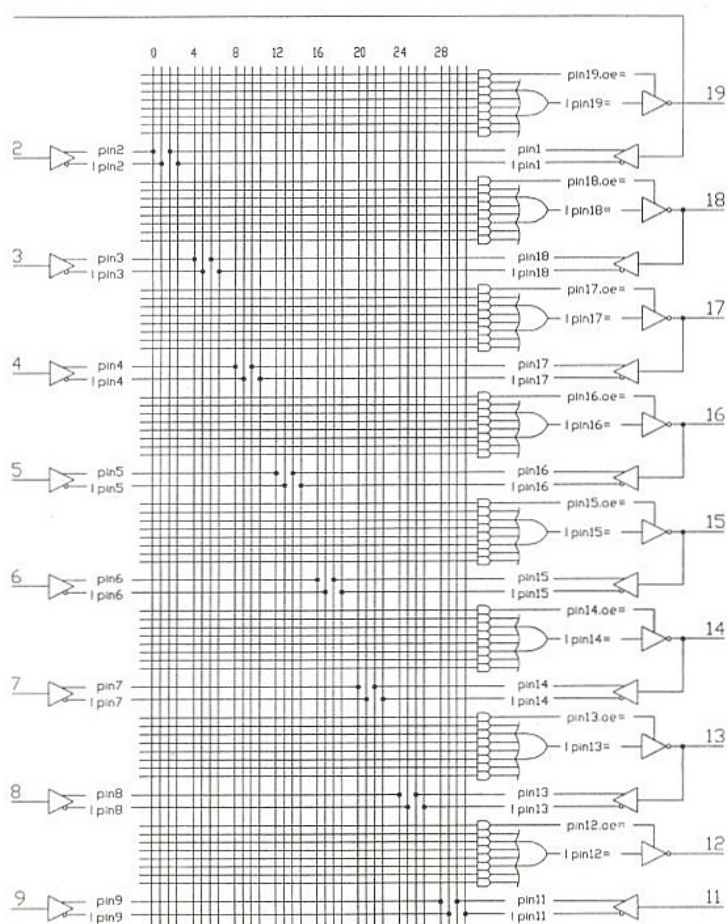 0 4 8 12 16 20 24 28
pin19.oe=
19
! pin19=
2
pin2
pin1
! pin2
! pin1
pin18.oe=
18
! pin18=
3
pin3
pin18
! pin3
! pin18
pin17.oe=
17
! pin17=
4
pin4
pin17
! pin4
! pin17
pin16.oe=
16
! pin16=
5
pin5
pin16
! pin5
! pin16
pin15.oe=
15
! pin15=
6
pin6
pin15
! pin6
! pin15
pin14.oe=
14
! pin14=
7
pin7
pin14
! pin7
! pin14
pin13.oe=
13
! pin13=
8
pin8
pin13
! pin8
! pin13
pin12.oe=
12
! pin12=
9
pin9
pin11
11
! pin9
! pin11